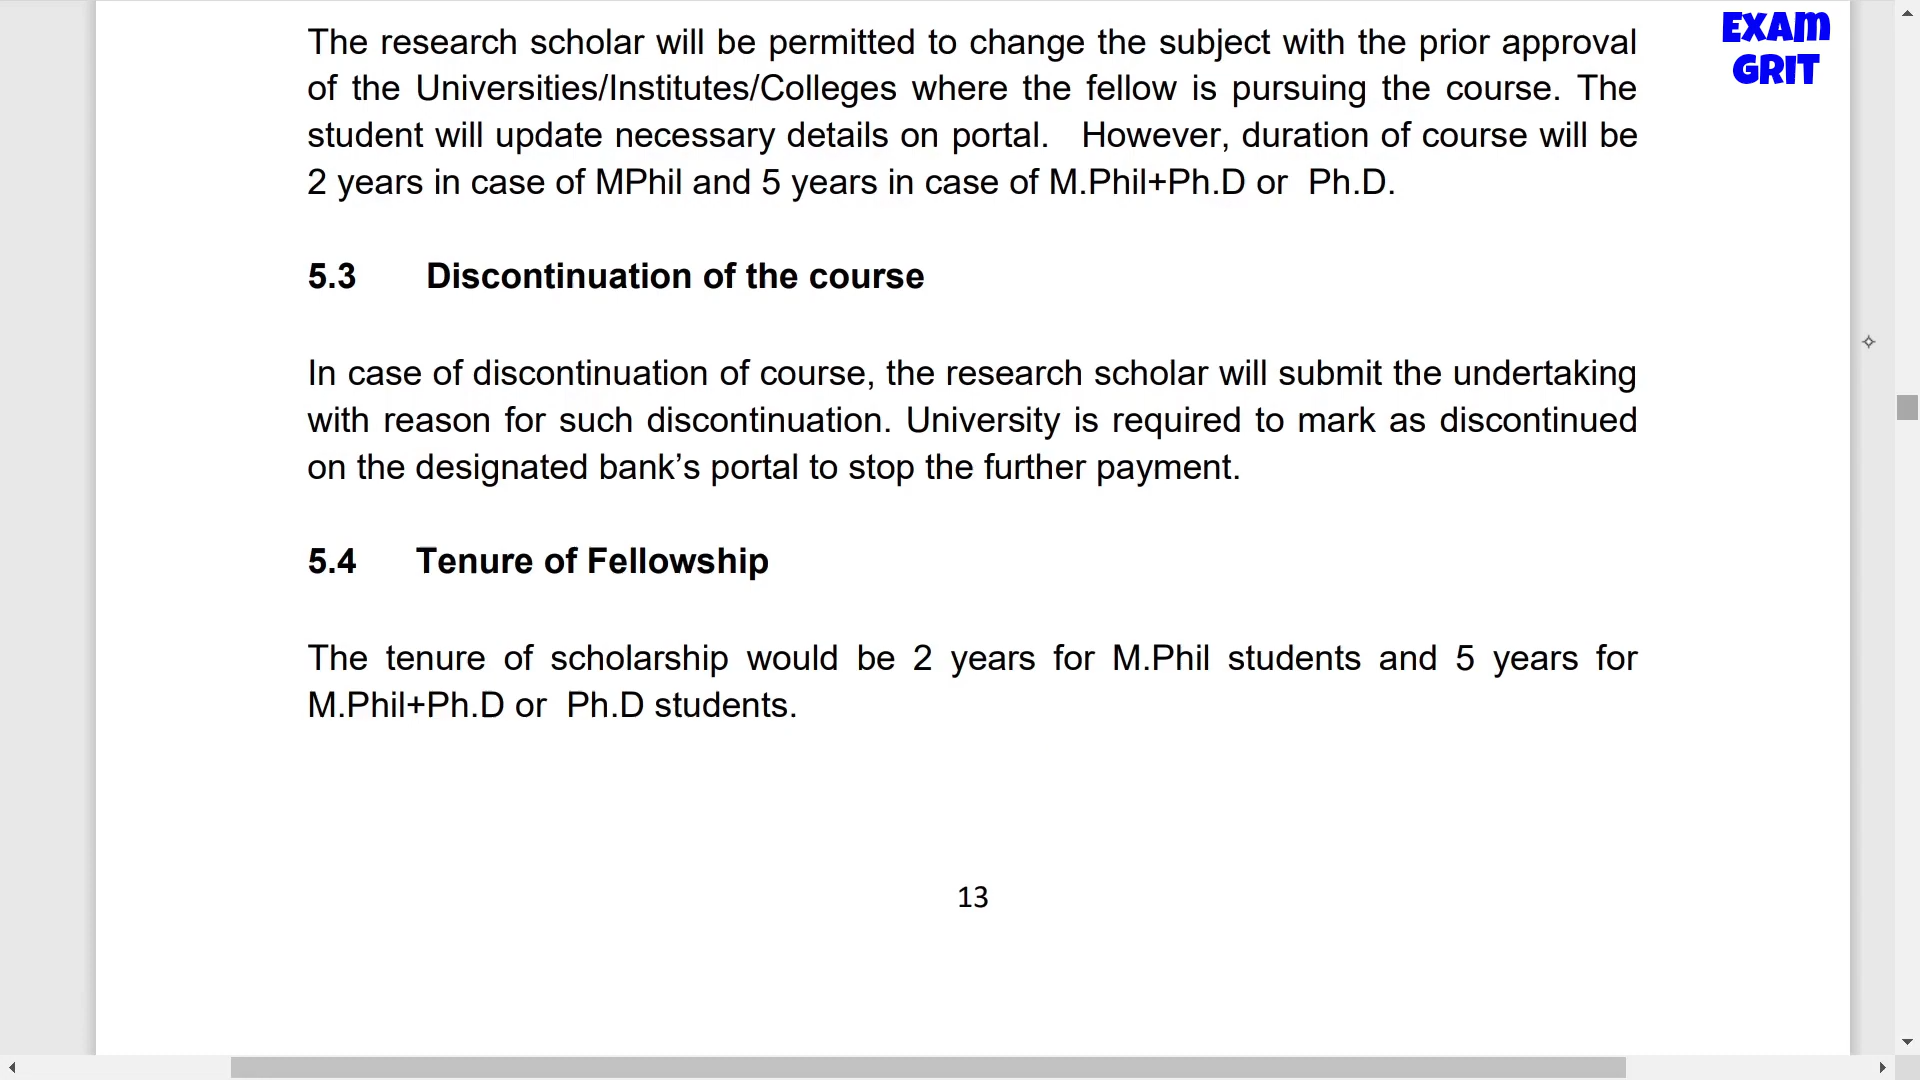 The research scholar will be permitted to change the subject with the prior approval
of the Universities/Institutes/Colleges where the fellow is pursuing the course. The
student will update necessary details on portal.   However, duration of course will be
2 years in case of MPhil and 5 years in case of M.Phil+Ph.D or  Ph.D.
5.3 Discontinuation of the course
In case of discontinuation of course, the research scholar will submit the undertaking
with reason for such discontinuation. University is required to mark as discontinued
on the designated bank’s portal to stop the further payment.
5.4 Tenure of Fellowship
The tenure of scholarship would be 2 years for M.Phil students and 5 years for
M.Phil+Ph.D or  Ph.D students.
13
EXAM
GRIT